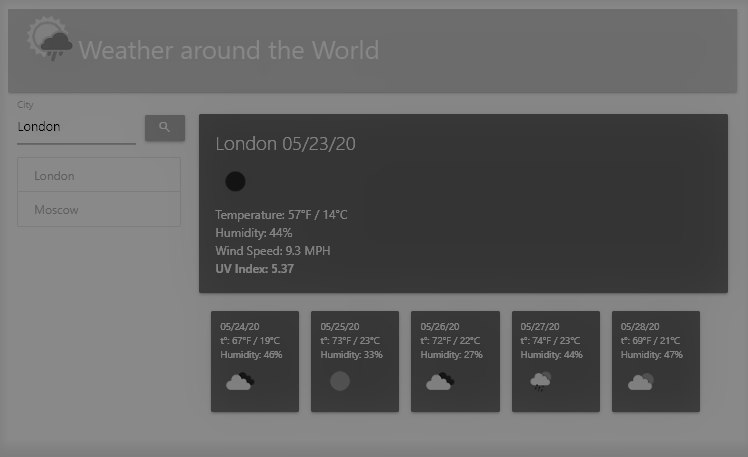 Weather around the World
City
London
London
Moscow
London 05/23/20
Temperature: 57°F / 14°C
Humidity: 44%
Wind Speed: 9.3 MPH
UV Index: 5.37
05/24/20
t°: 67°F / 19°C
Humidity: 46%
05/25/20
t°: 73°F / 23°C
Humidity: 33%
05/26/20
t°: 72°F / 22°C
Humidity: 27%
05/27/20
t°: 74°F / 23°C
Humidity: 44%
05/28/20
t°: 69°F / 21°C
Humidity: 47%